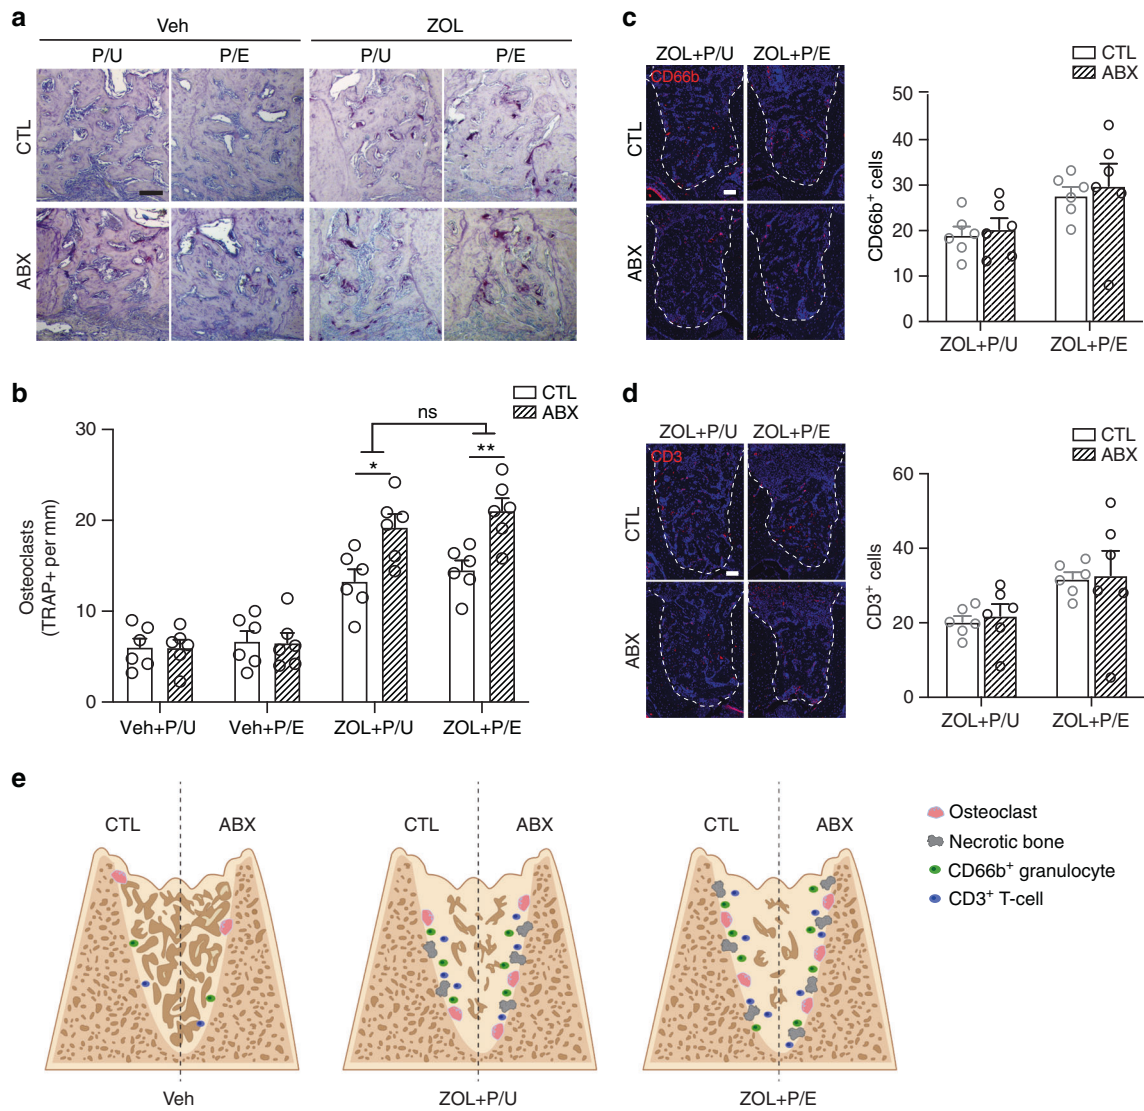 a
Veh ZOL
P/U P/E P/U P/E
CTL
ABX
b
CTL
ABX
Osteoclasts
(TRAP+ per mm)
30
20
10
0
ns
*
**
Veh+P/U Veh+P/E ZOL+P/U ZOL+P/E
c
ZOL+P/U ZOL+P/E
CD66b
CTL
ABX
CTL
ABX
CD66b⁺ cells
50
40
30
20
10
0
ZOL+P/U ZOL+P/E
d
ZOL+P/U ZOL+P/E
CD3
CTL
ABX
CTL
ABX
CD3⁺ cells
60
40
20
0
ZOL+P/U ZOL+P/E
e
CTL ABX
Veh
CTL ABX
ZOL+P/U
CTL ABX
ZOL+P/E
Osteoclast
Necrotic bone
CD66b⁺ granulocyte
CD3⁺ T-cell